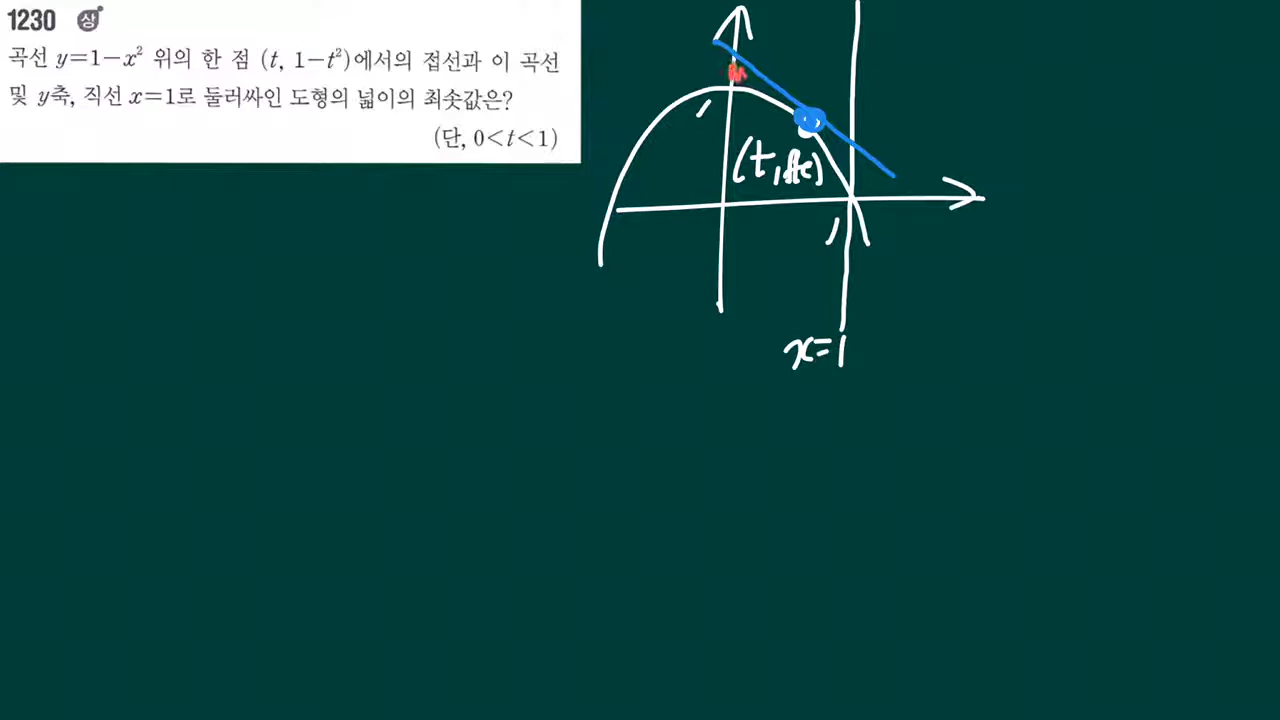 1230 상
곡선 y=1-x² 위의 한 점 (t, 1-t²)에서의 접선과 이 곡선
및 y축, 직선 x=1로 둘러싸인 도형의 넓이의 최솟값은?
(단, 0<t<1)
x=1